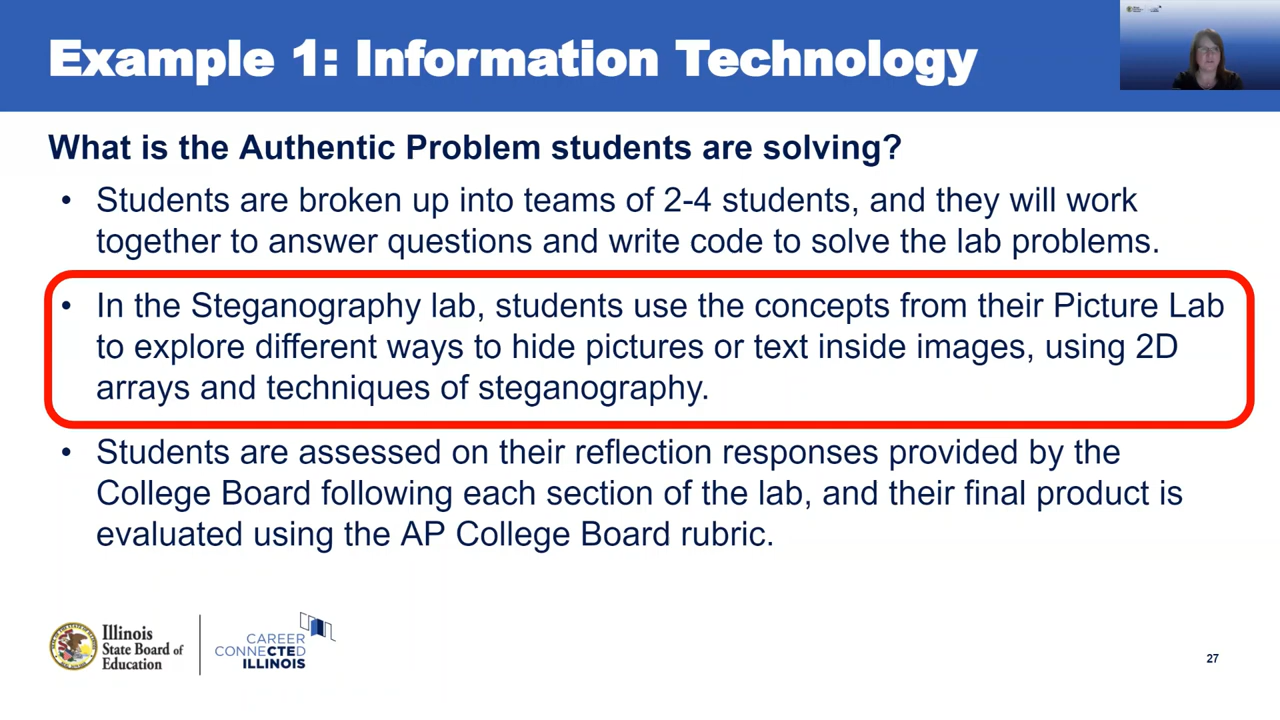 Example 1: Information Technology
What is the Authentic Problem students are solving?
• Students are broken up into teams of 2-4 students, and they will work
together to answer questions and write code to solve the lab problems.
• In the Steganography lab, students use the concepts from their Picture Lab
to explore different ways to hide pictures or text inside images, using 2D
arrays and techniques of steganography.
• Students are assessed on their reflection responses provided by the
College Board following each section of the lab, and their final product is
evaluated using the AP College Board rubric.
Illinois
State Board of
Education
CAREER
CONNECTED
ILLINOIS
27